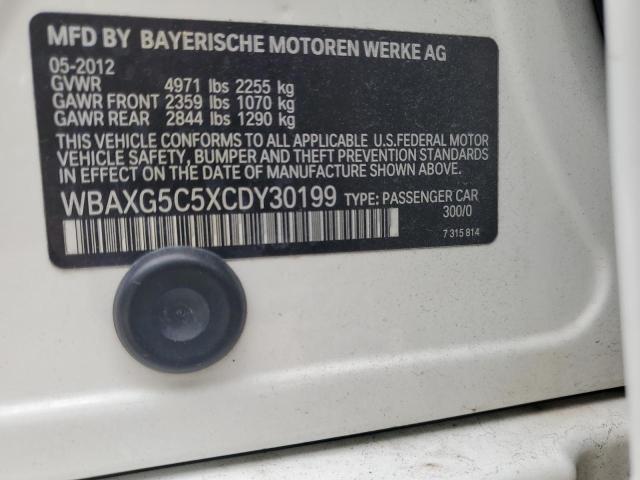 MFD BY BAYERISCHE MOTOREN WERKE AG
05-2012
GVWR 4971 lbs 2255 kg
GAWR FRONT 2359 lbs 1070 kg
GAWR REAR 2844 lbs 1290 kg
THIS VEHICLE CONFORMS TO ALL APPLICABLE U.S.FEDERAL MOTOR
VEHICLE SAFETY, BUMPER AND THEFT PREVENTION STANDARDS
IN EFFECT ON THE DATE OF MANUFACTURE SHOWN ABOVE.
WBAXG5C5XCDY30199 TYPE: PASSENGER CAR
300/0
7 315 814